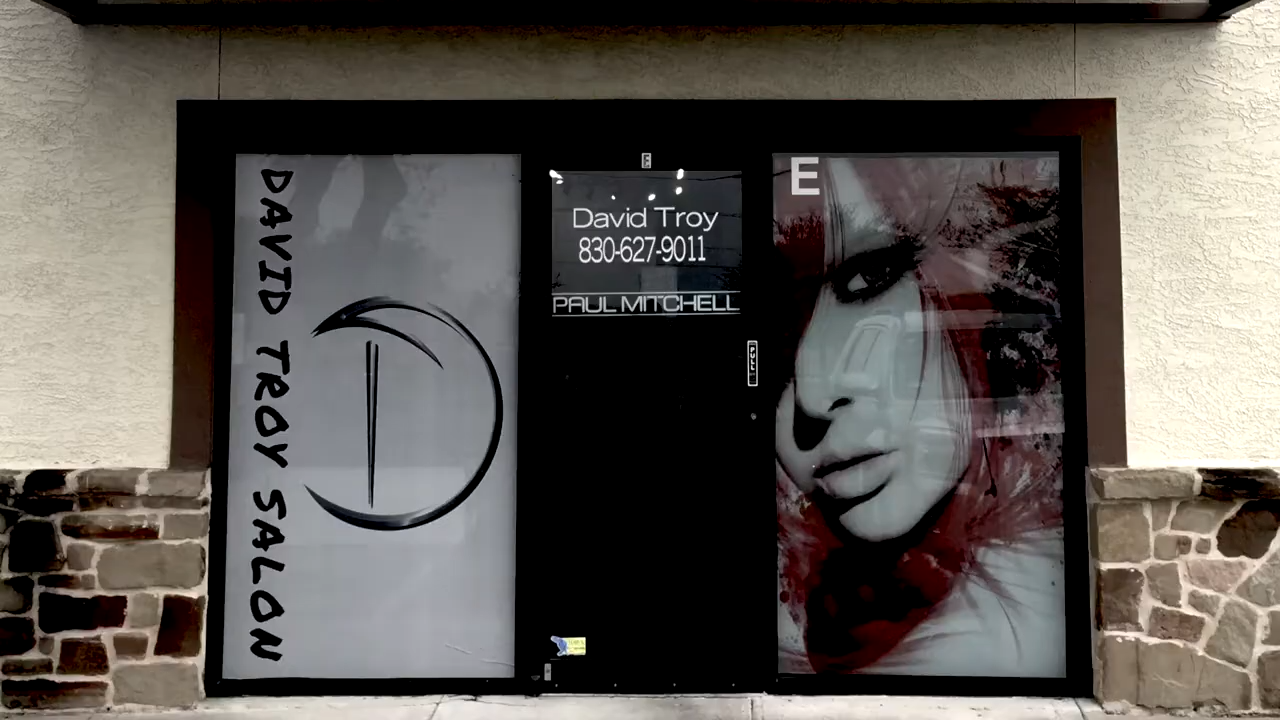 DAVID TROY SALON
E
David Troy
830-627-9011
PAUL MITCHELL
PULL
E